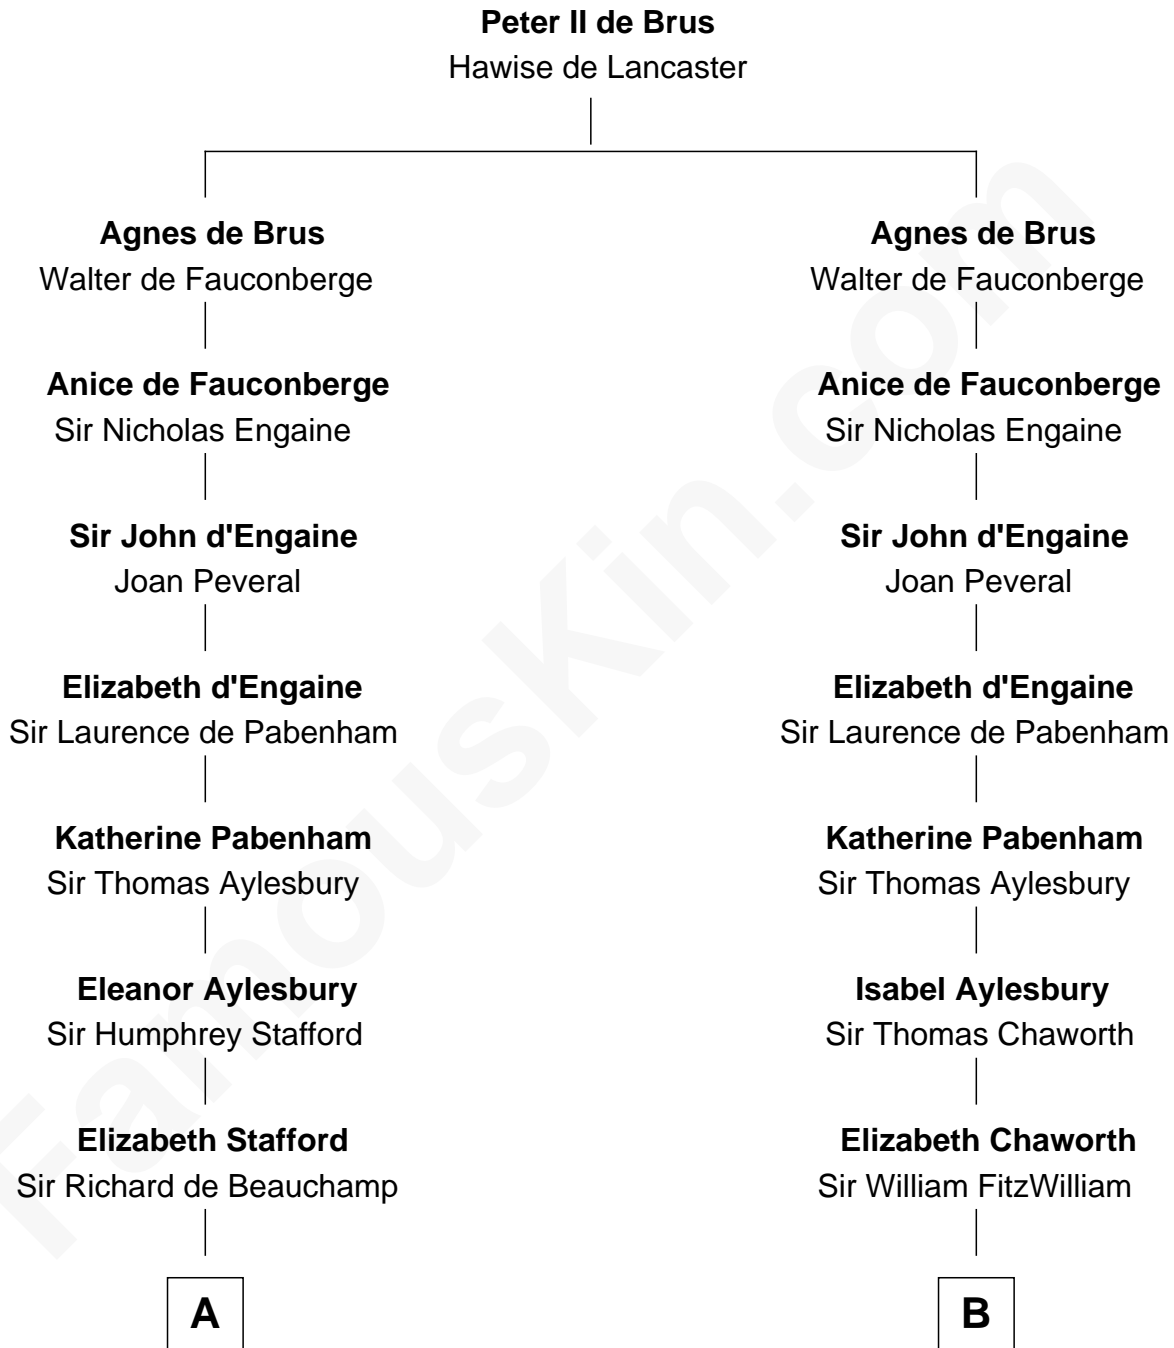 Peter II de Brus
Hawise de Lancaster
Agnes de Brus
Walter de Fauconberge
Agnes de Brus
Walter de Fauconberge
Anice de Fauconberge
Sir Nicholas Engaine
Anice de Fauconberge
Sir Nicholas Engaine
Sir John d'Engaine
Joan Peveral
Sir John d'Engaine
Joan Peveral
Elizabeth d'Engaine
Sir Laurence de Pabenham
Elizabeth d'Engaine
Sir Laurence de Pabenham
Katherine Pabenham
Sir Thomas Aylesbury
Katherine Pabenham
Sir Thomas Aylesbury
Eleanor Aylesbury
Sir Humphrey Stafford
Isabel Aylesbury
Sir Thomas Chaworth
Elizabeth Stafford
Sir Richard de Beauchamp
Elizabeth Chaworth
Sir William FitzWilliam
A
B
FamousKin.com